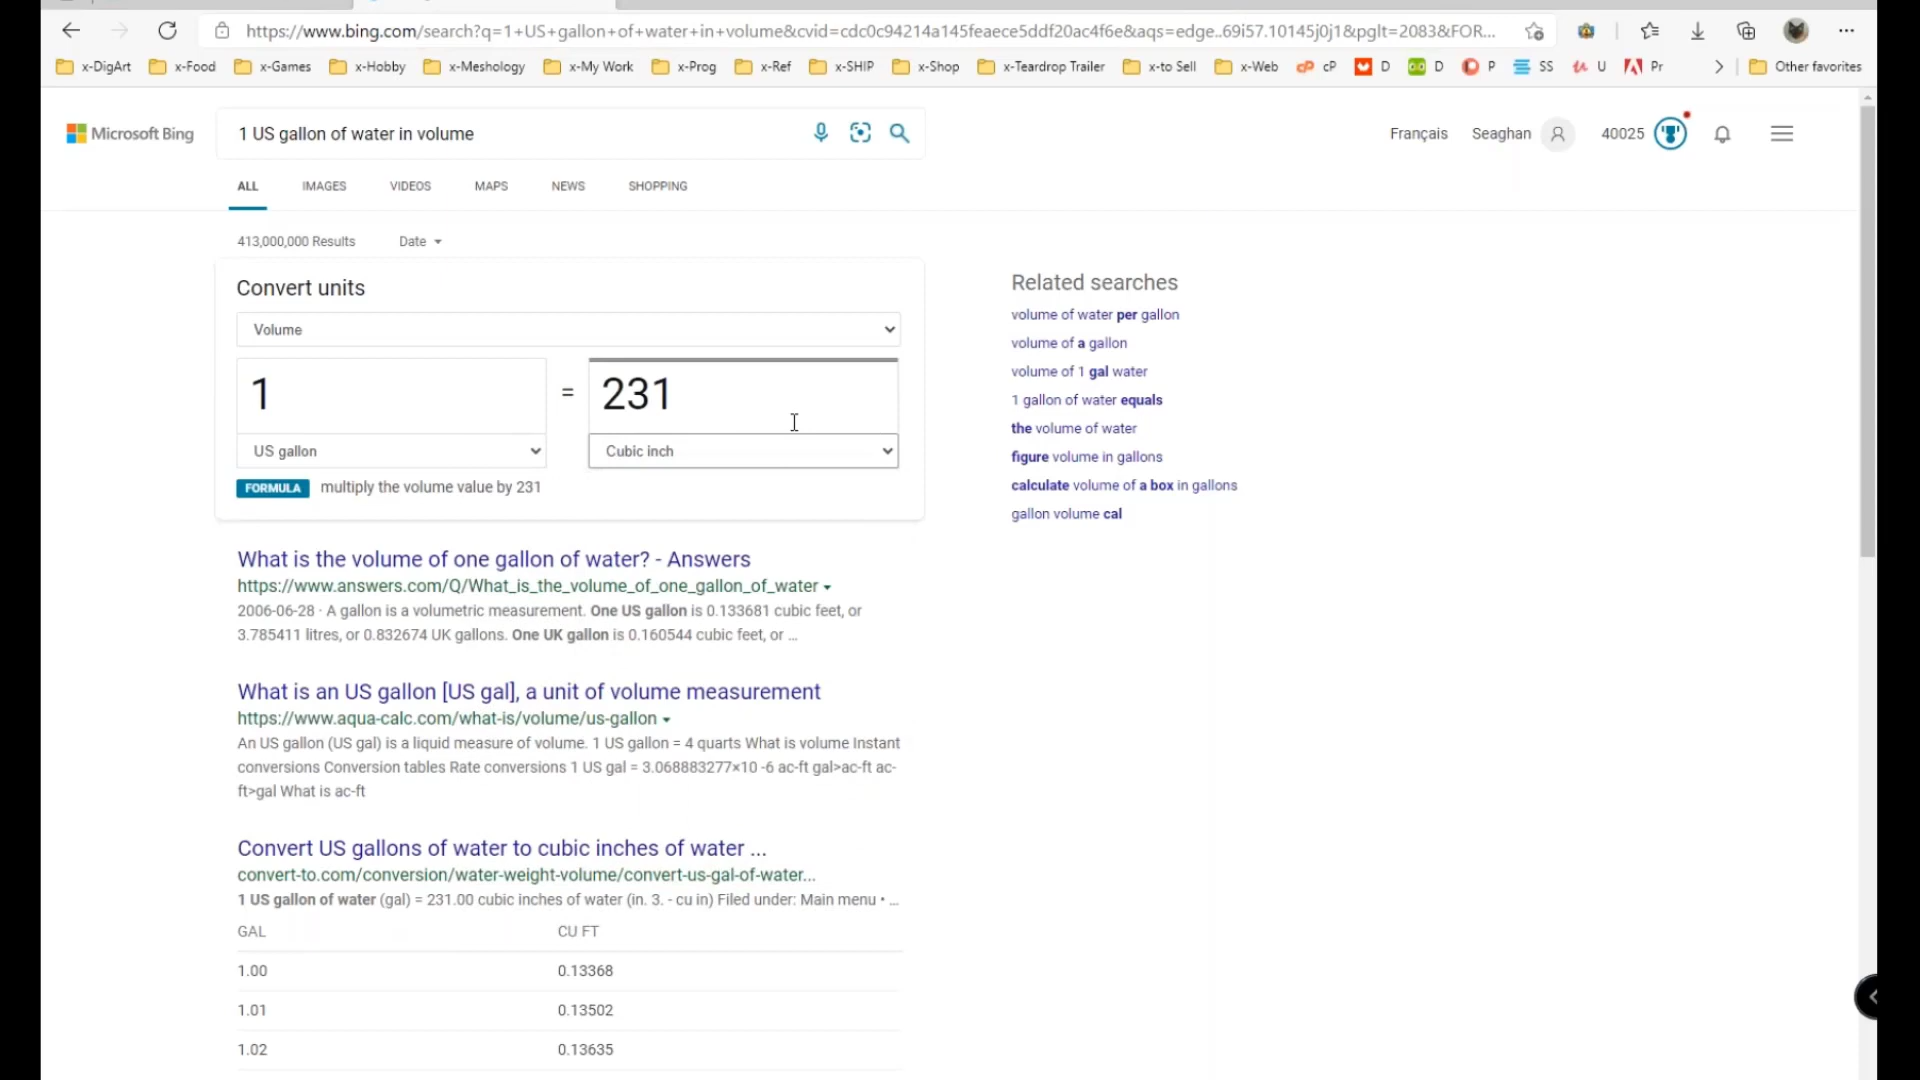 https://www.bing.com/search?q=1+US+gallon+of+water+in+volume&cvid=cdc0c94214a145feaece5ddf20ac4f6e&aqs=edge..69i57.10145j0j1&pglt=2083&FOR...
x-DigArt x-Food x-Games x-Hobby x-Meshology x-My Work x-Prog x-Ref x-SHIP x-Shop x-Teardrop Trailer x-to Sell x-Web cP D D P SS U Pr Other favorites
Microsoft Bing
1 US gallon of water in volume
Français Seaghan 40025
ALL IMAGES VIDEOS MAPS NEWS SHOPPING
413,000,000 Results Date
Convert units
Volume
1 = 231
US gallon Cubic inch
FORMULA multiply the volume value by 231
Related searches
volume of water per gallon
volume of a gallon
volume of 1 gal water
1 gallon of water equals
the volume of water
figure volume in gallons
calculate volume of a box in gallons
gallon volume cal
What is the volume of one gallon of water? - Answers
https://www.answers.com/Q/What_is_the_volume_of_one_gallon_of_water
2006-06-28 · A gallon is a volumetric measurement. One US gallon is 0.133681 cubic feet, or
3.785411 litres, or 0.832674 UK gallons. One UK gallon is 0.160544 cubic feet, or ...
What is an US gallon [US gal], a unit of volume measurement
https://www.aqua-calc.com/what-is/volume/us-gallon
An US gallon (US gal) is a liquid measure of volume. 1 US gallon = 4 quarts What is volume Instant
conversions Conversion tables Rate conversions 1 US gal = 3.068883277×10 -6 ac-ft gal>ac-ft ac-
ft>gal What is ac-ft
Convert US gallons of water to cubic inches of water ...
convert-to.com/conversion/water-weight-volume/convert-us-gal-of-water...
1 US gallon of water (gal) = 231.00 cubic inches of water (in. 3. - cu in) Filed under: Main menu • ...
GAL CU FT
1.00 0.13368
1.01 0.13502
1.02 0.13635